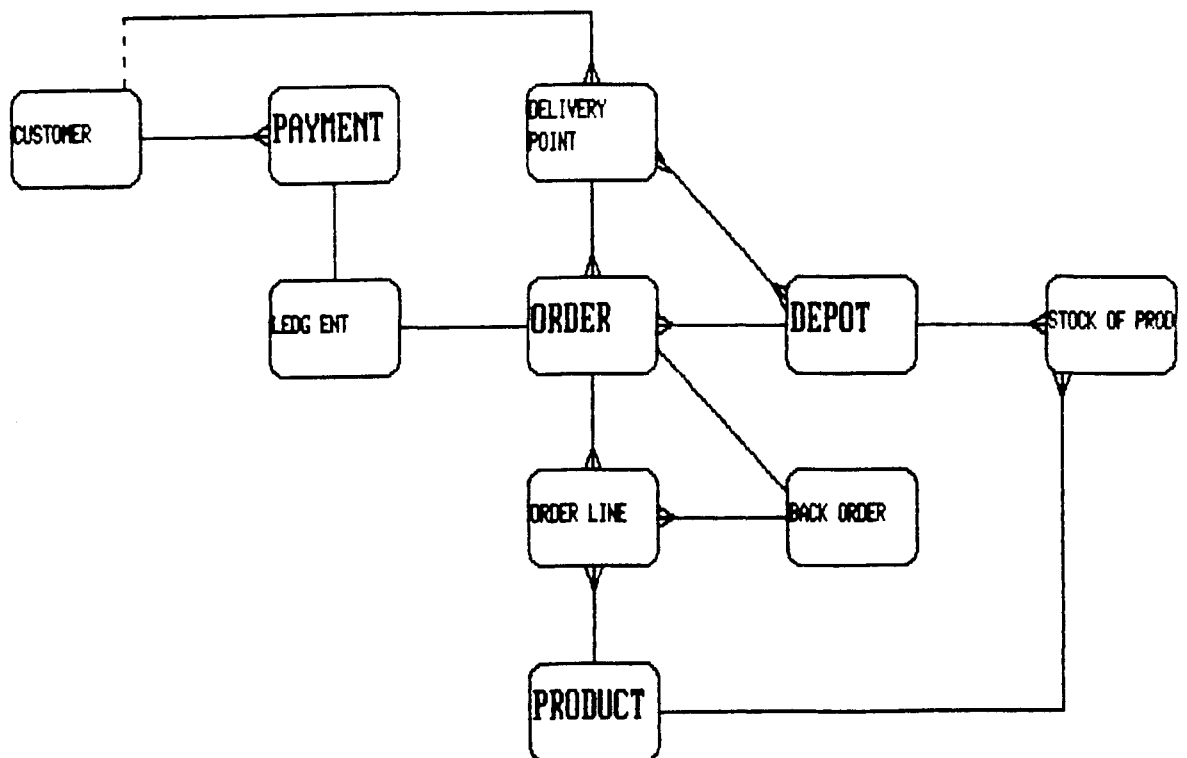 CUSTOMER
PAYMENT
DELIVERY
POINT
LEDG ENT
ORDER
DEPOT
STOCK OF PROD
ORDER LINE
BACK ORDER
PRODUCT